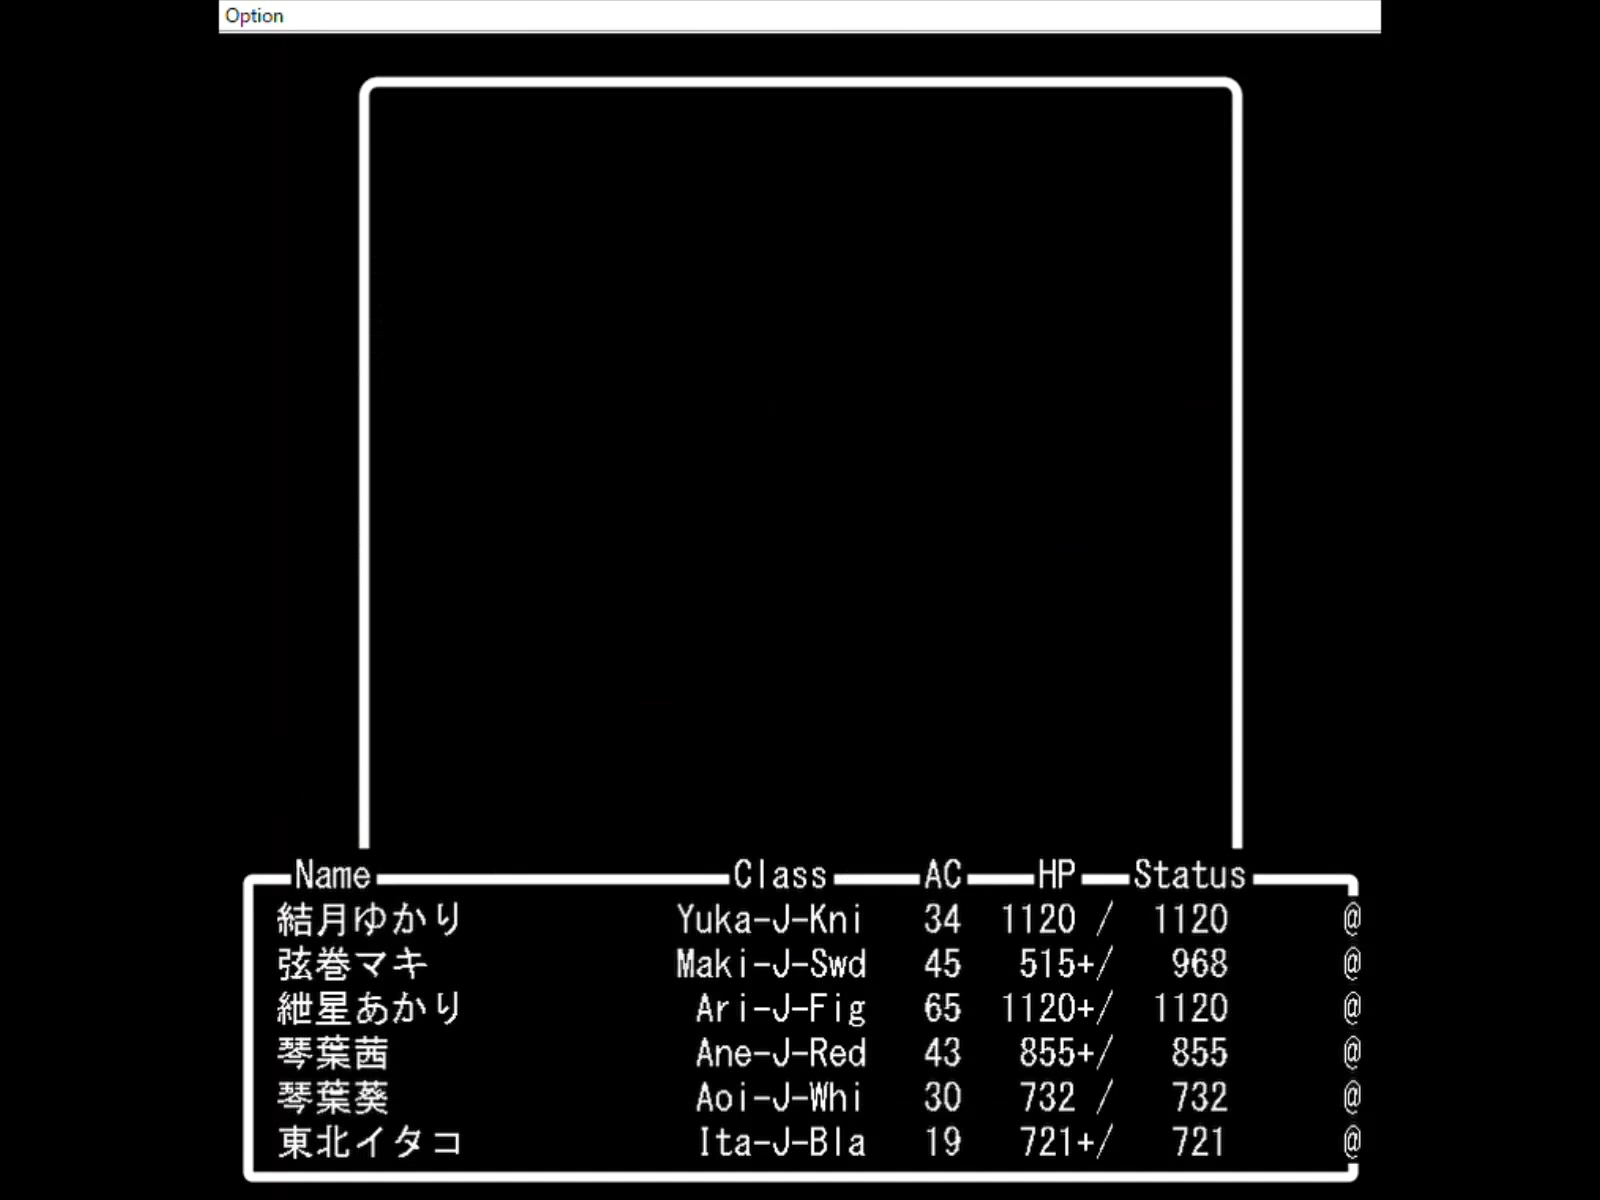 Option
Name Class AC HP Status
結月ゆかり Yuka-J-Kni 34 1120 / 1120 @
弦巻マキ Maki-J-Swd 45 515+/ 968 @
紲星あかり Ari-J-Fig 65 1120+/ 1120 @
琴葉茜 Ane-J-Red 43 855+/ 855 @
琴葉葵 Aoi-J-Whi 30 732 / 732 @
東北イタコ Ita-J-Bla 19 721+/ 721 @